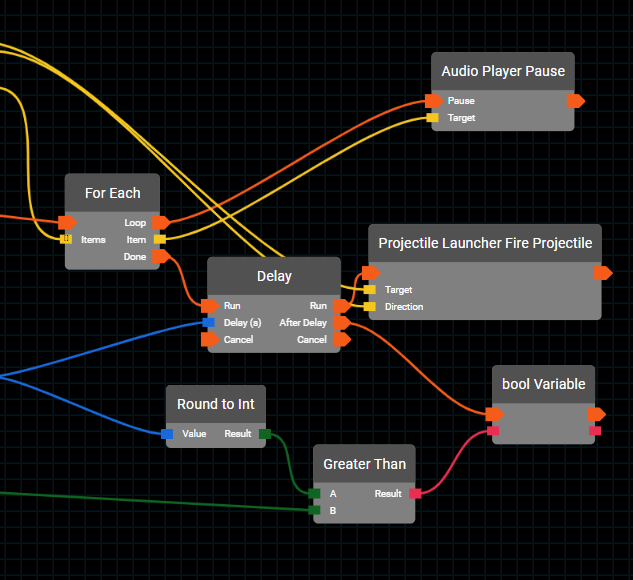 Audio Player Pause
Pause
Target
For Each
Loop
Items Item
Done
Projectile Launcher Fire Projectile
Target
Direction
Delay
Run Run
Delay (s) After Delay
Cancel Cancel
bool Variable
Round to Int
Value Result
Greater Than
A Result
B